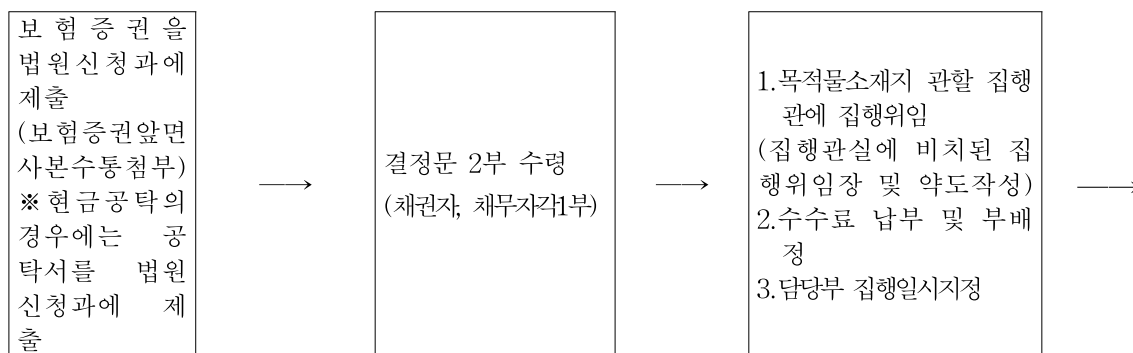 보험증권을
법원신청과에
제출
(보험증권앞면
사본수통첨부)
※현금공탁의
경우에는 공
탁서를 법원
신청과에 제
출
→
결정문 2부 수령
(채권자, 채무자각1부)
→
1.목적물소재지 관할 집행
관에 집행위임
(집행관실에 비치된 집
행위임장 및 약도작성)
2.수수료 납부 및 부배
정
3.담당부 집행일시지정
→